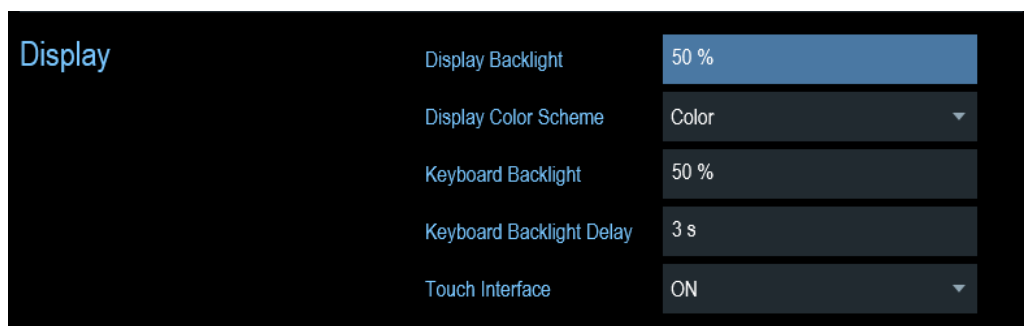 Display
Display Backlight 50 %
Display Color Scheme Color
Keyboard Backlight 50 %
Keyboard Backlight Delay 3 s
Touch Interface ON